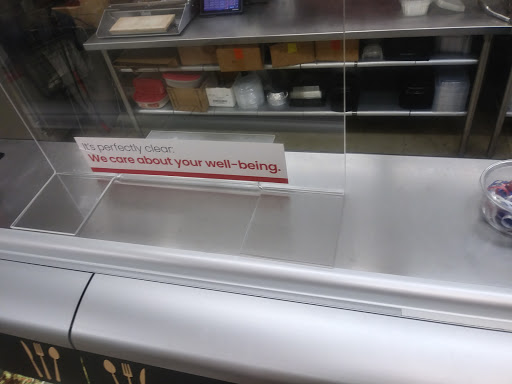 It's perfectly clear.
We care about your well-being.